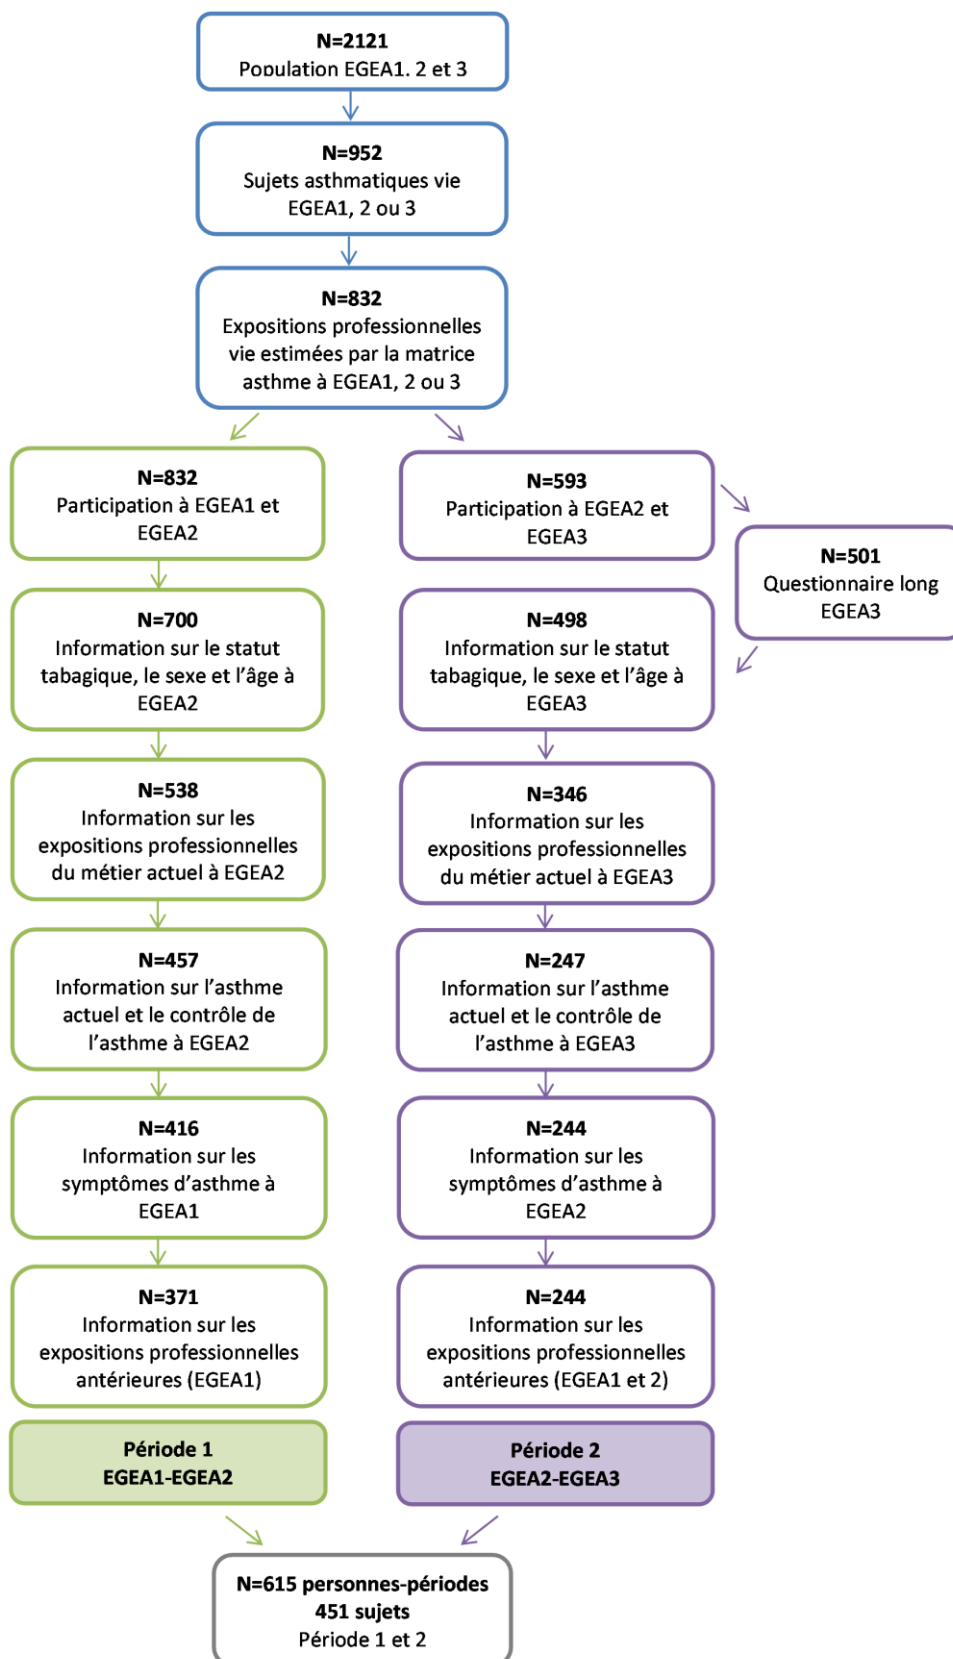 N=2121
Population EGEA1, 2 et 3
N=952
Sujets asthmatiques vie
EGEA1, 2 ou 3
N=832
Expositions professionnelles
vie estimées par la matrice
asthme à EGEA1, 2 ou 3
N=832
Participation à EGEA1 et
EGEA2
N=700
Information sur le statut
tabagique, le sexe et l’âge à
EGEA2
N=538
Information sur les
expositions professionnelles
du métier actuel à EGEA2
N=457
Information sur l’asthme
actuel et le contrôle de
l’asthme à EGEA2
N=416
Information sur les
symptômes d’asthme à
EGEA1
N=371
Information sur les
expositions professionnelles
antérieures (EGEA1)
Période 1
EGEA1-EGEA2
N=593
Participation à EGEA2 et
EGEA3
N=501
Questionnaire long
EGEA3
N=498
Information sur le statut
tabagique, le sexe et l’âge à
EGEA3
N=346
Information sur les
expositions professionnelles
du métier actuel à EGEA3
N=247
Information sur l’asthme
actuel et le contrôle de
l’asthme à EGEA3
N=244
Information sur les
symptômes d’asthme à
EGEA2
N=244
Information sur les
expositions professionnelles
antérieures (EGEA1 et 2)
Période 2
EGEA2-EGEA3
N=615 personnes-périodes
451 sujets
Période 1 et 2